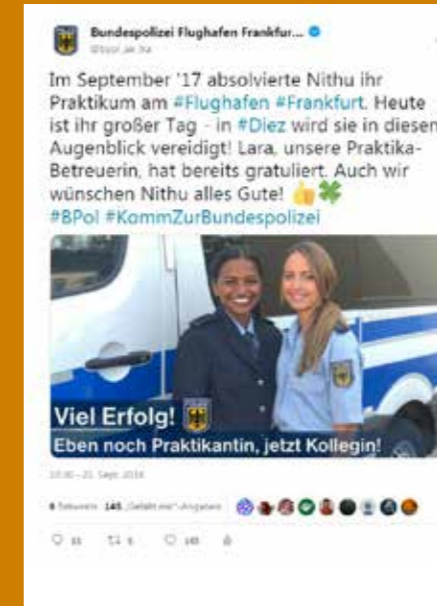 Bundespolizei Flughafen Frankfur...
Im September '17 absolvierte Nithu ihr
Praktikum am #Flughafen #Frankfurt. Heute
ist ihr großer Tag - in #Diez wird sie in diesen
Augenblick vereidigt! Lara, unsere Praktika-
Betreuerin, hat bereits gratuliert. Auch wir
wünschen Nithu alles Gute!
#BPol #KommZurBundespolizei
Viel Erfolg!
Eben noch Praktikantin, jetzt Kollegin!